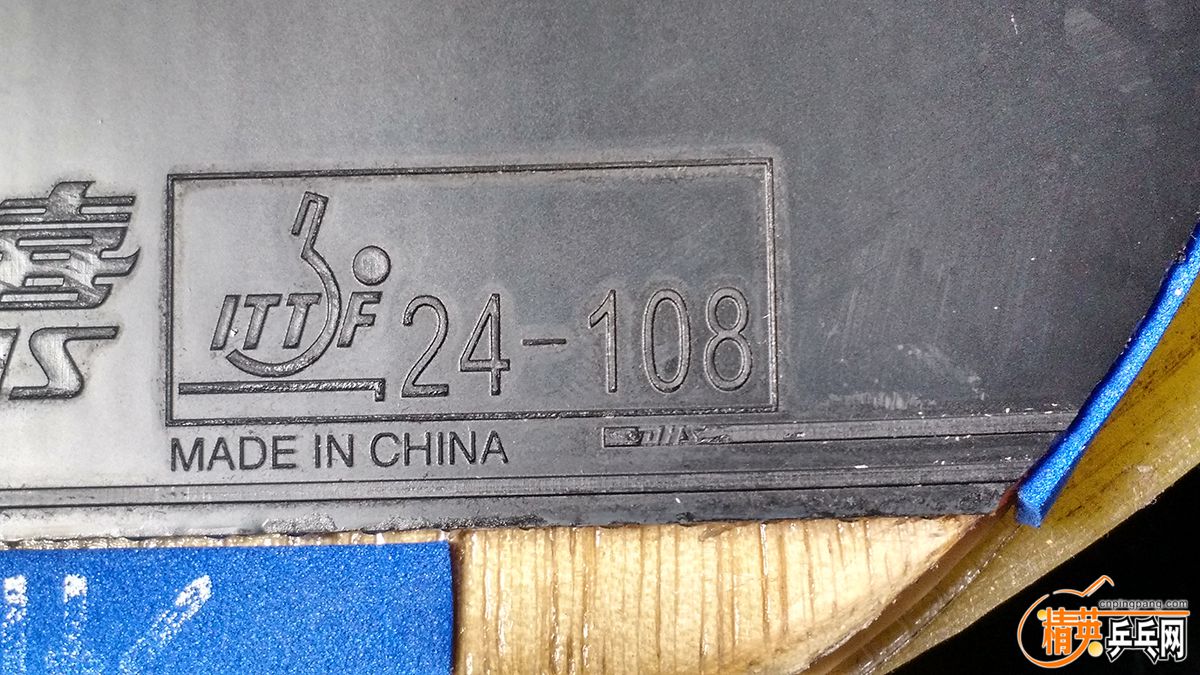 ITTF 24-108
MADE IN CHINA
cnpingpang.com
精英乒乓网